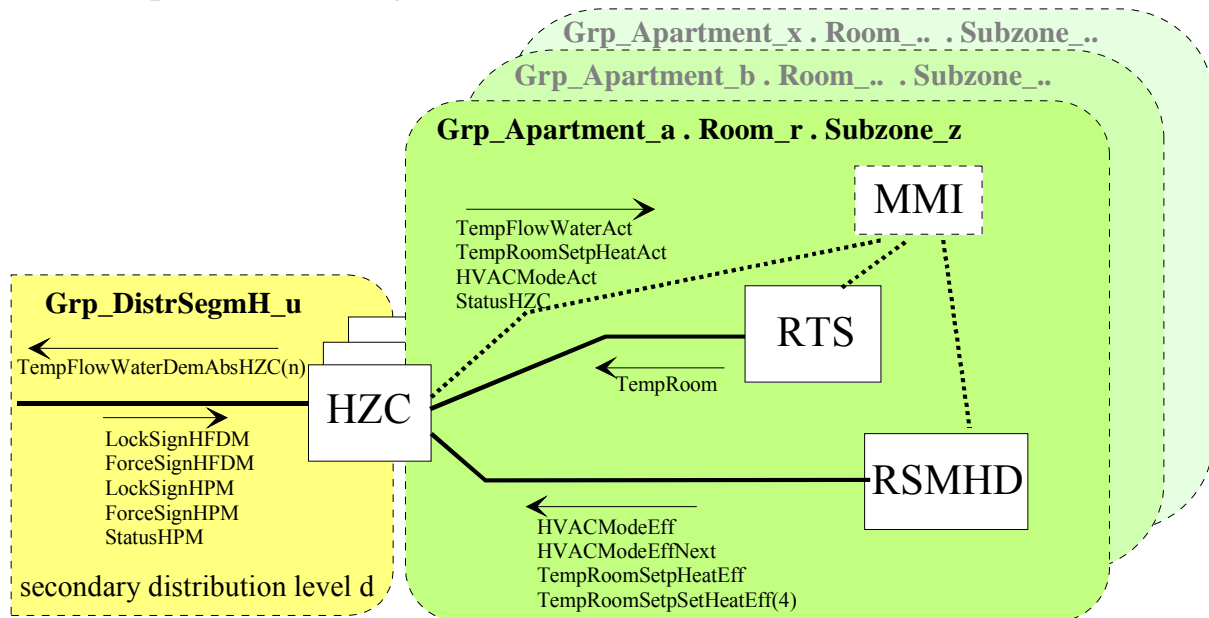 Grp_Apartment_x . Room_.. . Subzone_..
Grp_Apartment_b . Room_.. . Subzone_..
Grp_Apartment_a . Room_r . Subzone_z
MMI
TempFlowWaterAct
TempRoomSetpHeatAct
HVACModeAct
StatusHZC
Grp_DistrSegmH_u
RTS
TempFlowWaterDemAbsHZC(n)
TempRoom
HZC
LockSignHFDM
ForceSignHFDM
LockSignHPM
ForceSignHPM
StatusHPM
RSMHD
HVACModeEff
HVACModeEffNext
TempRoomSetpHeatEff
TempRoomSetpSetHeatEff(4)
secondary distribution level d